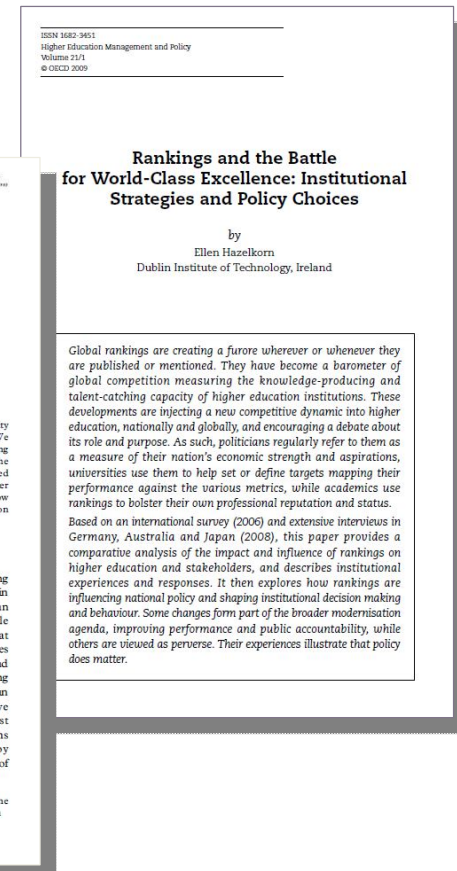 ISSN 1682-3451
Higher Education Management and Policy
Volume 21/1
© OECD 2009
Rankings and the Battle
for World-Class Excellence: Institutional
Strategies and Policy Choices
by
Ellen Hazelkorn
Dublin Institute of Technology, Ireland
Global rankings are creating a furore wherever or whenever they
are published or mentioned. They have become a barometer of
global competition measuring the knowledge-producing and
talent-catching capacity of higher education institutions. These
developments are injecting a new competitive dynamic into higher
education, nationally and globally, and encouraging a debate about
its role and purpose. As such, politicians regularly refer to them as
a measure of their nation's economic strength and aspirations,
universities use them to help set or define targets mapping their
performance against the various metrics, while academics use
rankings to bolster their own professional reputation and status.
Based on an international survey (2006) and extensive interviews in
Germany, Australia and Japan (2008), this paper provides a
comparative analysis of the impact and influence of rankings on
higher education and stakeholders, and describes institutional
experiences and responses. It then explores how rankings are
influencing national policy and shaping institutional decision making
and behaviour. Some changes form part of the broader modernisation
agenda, improving performance and public accountability, while
others are viewed as perverse. Their experiences illustrate that policy
does matter.